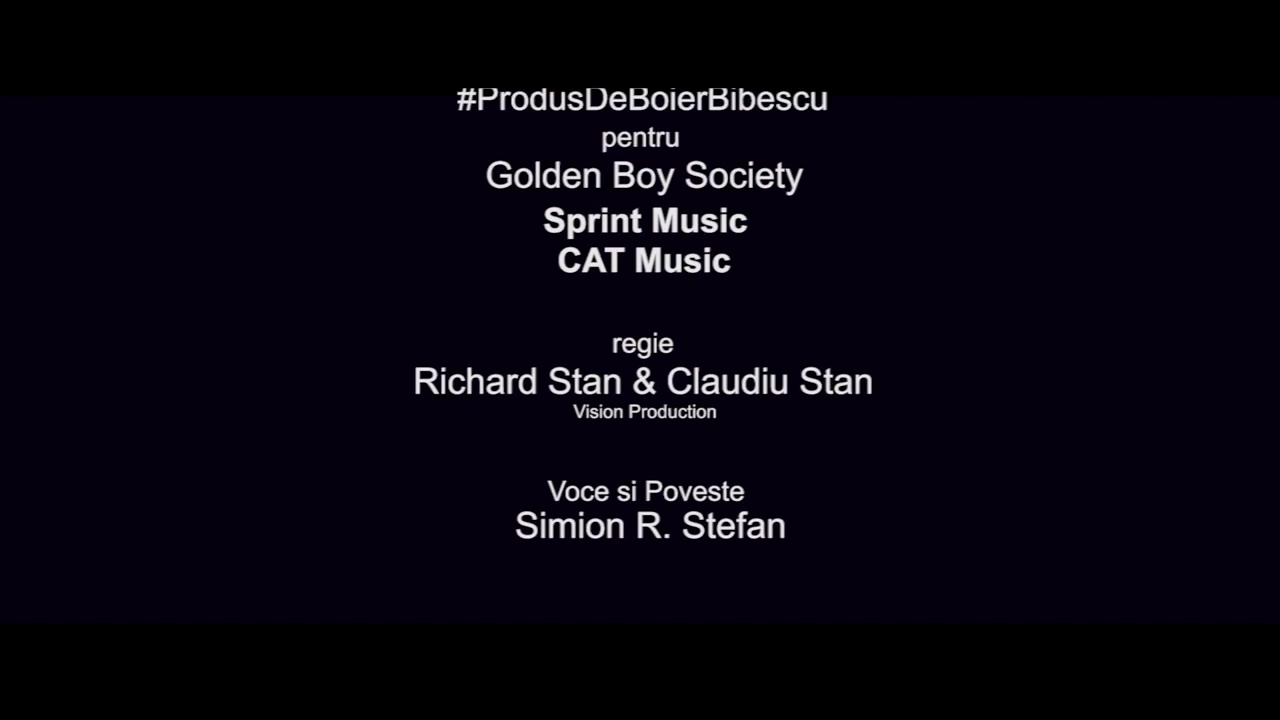 #ProdusDeBoierBibescu
pentru
Golden Boy Society
Sprint Music
CAT Music
regie
Richard Stan & Claudiu Stan
Vision Production
Voce si Poveste
Simion R. Stefan